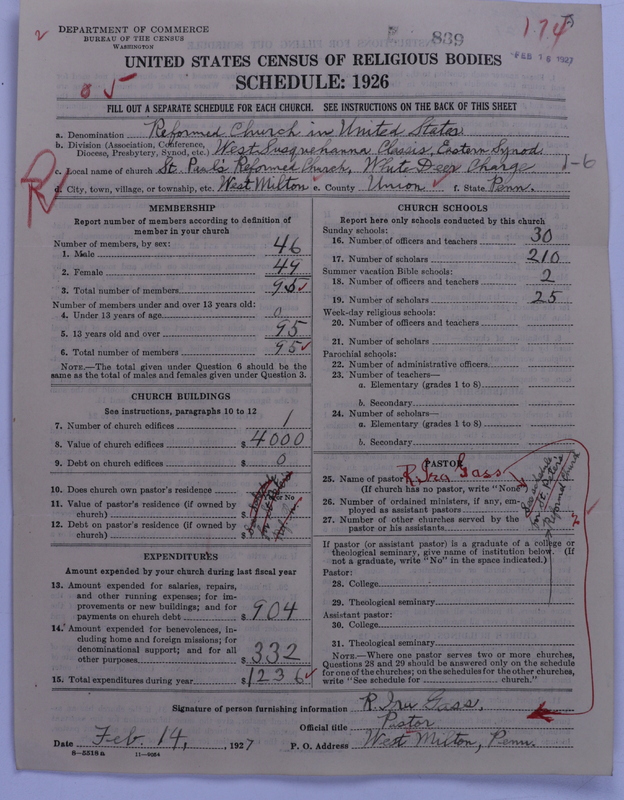 DEPARTMENT OF COMMERCE
BUREAU OF THE CENSUS
WASHINGTON
839
174
FEB 16 1927
UNITED STATES CENSUS OF RELIGIOUS BODIES
SCHEDULE: 1926
FILL OUT A SEPARATE SCHEDULE FOR EACH CHURCH. SEE INSTRUCTIONS ON THE BACK OF THIS SHEET
a. Denomination Reformed Church in United States
b. Division (Association, Conference, Diocese, Presbytery, Synod, etc.) West Susquehanna Classis, Eastern Synod
c. Local name of church St. Paul's Reformed Church, White Deer Charge
1-6
d. City, town, village, or township, etc. West Milton e. County Union f. State Penn.
MEMBERSHIP
Report number of members according to definition of
member in your church
Number of members, by sex:
1. Male 46
2. Female 49
3. Total number of members 95
Number of members under and over 13 years old:
4. Under 13 years of age 0
5. 13 years old and over 95
6. Total number of members 95
NOTE.—The total given under Question 6 should be
same as the total of males and females given under Question 3.
CHURCH BUILDINGS
See instructions, paragraphs 10 to 12
7. Number of church edifices 1
8. Value of church edifices $4000
9. Debt on church edifices $ 0
10. Does church own pastor's residence
11. Value of pastor's residence (if owned by
church) $
12. Debt on pastor's residence (if owned by
church) $
EXPENDITURES
Amount expended by your church during last fiscal year
13. Amount expended for salaries, repairs,
and other running expenses; for im-
provements or new buildings; and for
payments on church debt $ 904
14. Amount expended for benevolences, in-
cluding home and foreign missions; for
denominational support; and for all
other purposes $ 332
15. Total expenditures during year $1236
CHURCH SCHOOLS
Report here only schools conducted by this church
Sunday schools:
16. Number of officers and teachers 30
17. Number of scholars 210
Summer vacation Bible schools:
18. Number of officers and teachers 2
19. Number of scholars 25
Week-day religious schools:
20. Number of officers and teachers
21. Number of scholars
Parochial schools:
22. Number of administrative officers
23. Number of teachers—
a. Elementary (grades 1 to 8)
b. Secondary
24. Number of scholars—
a. Elementary (grades 1 to 8)
b. Secondary
PASTOR
25. Name of pastor R. Ira Gass
(If church has no pastor, write "None
See schedule
for St. Peter's
Reformed Church
26. Number of ordained ministers, if any, em-
ployed as assistant pastors
27. Number of other churches served by the
pastor or his assistants
If pastor (or assistant pastor) is a graduate of a college or
theological seminary, give name of institution below. (If
not a graduate, write "No" in the space indicated.)
Pastor:
28. College
29. Theological seminary
Assistant pastor:
30. College
31. Theological seminary
NOTE.—Where one pastor serves two or more churches,
Questions 28 and 29 should be answered only on the schedule
for one of the churches; on the schedules for the other churches,
write "See schedule for church."
Signature of person furnishing information R. Ira Gass,
Official title Pastor
Date Feb. 14, 1927 P. O. Address West Milton, Penn.
8—5518a 11—9084